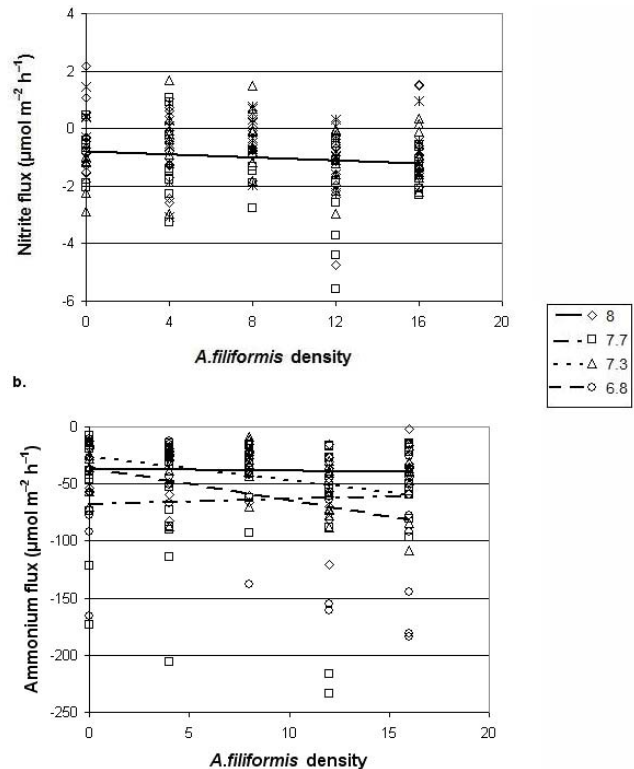 4
2
0
-2
-4
-6
Nitrite flux (µmol m⁻² h⁻¹)
0 4 8 12 16 20
A.filiformis density
8
7.7
7.3
6.8
b.
0
-50
-100
-150
-200
-250
Ammonium flux (µmol m⁻² h⁻¹)
0 5 10 15 20
A.filiformis density